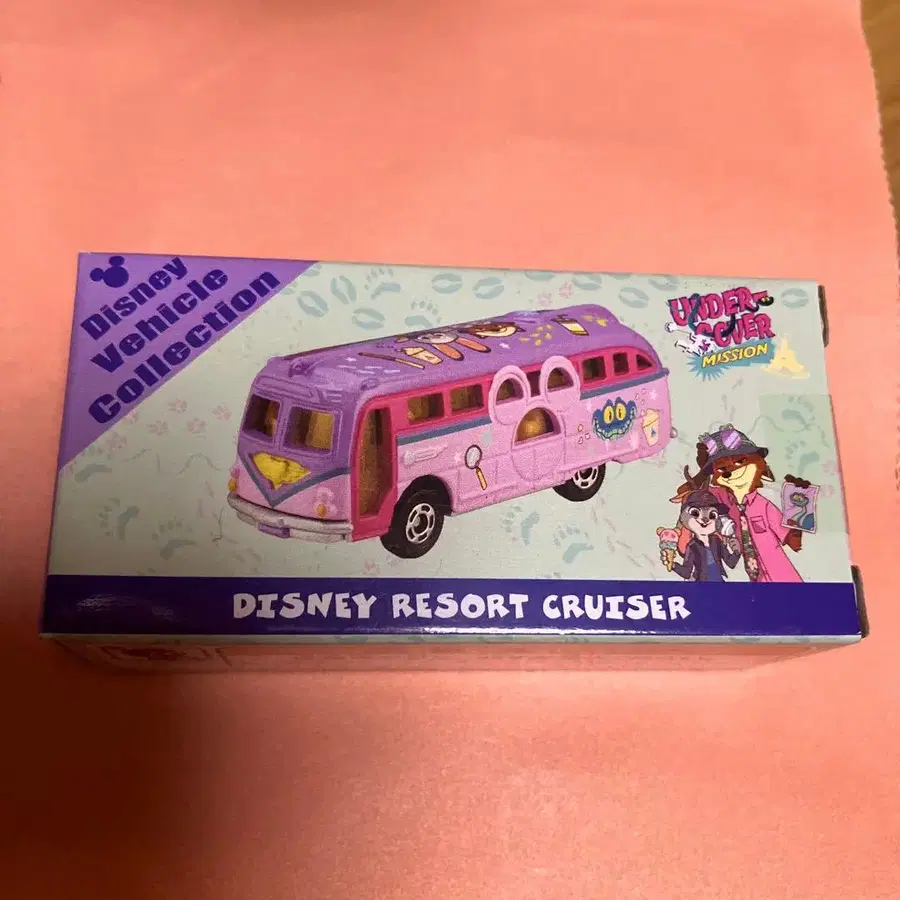 Disney
Vehicle
Collection
UNDER
COVER
MISSION
DISNEY RESORT CRUISER